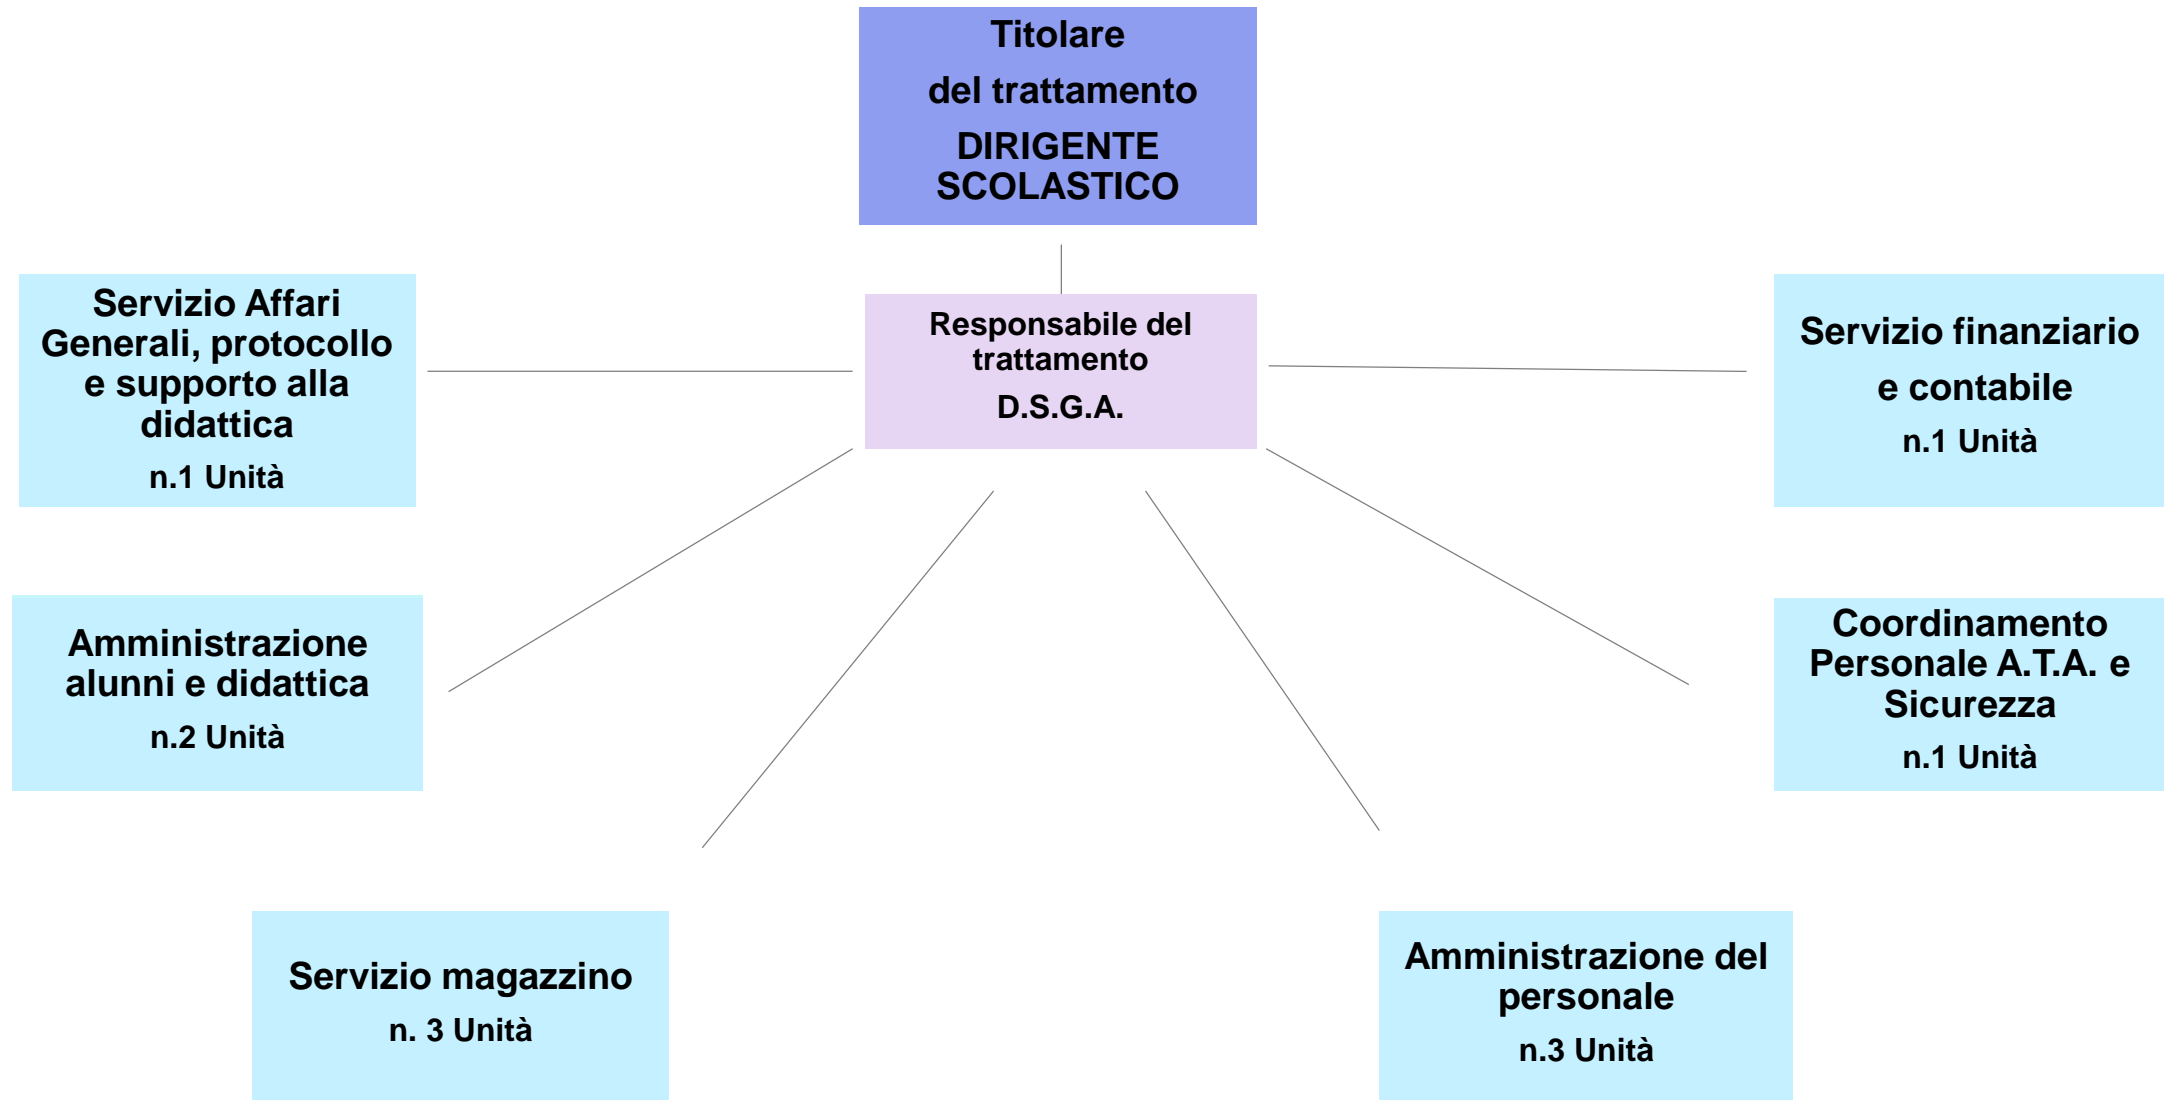 Titolare
del trattamento
DIRIGENTE
SCOLASTICO
Servizio Affari
Generali, protocollo
e supporto alla
didattica
n.1 Unità
Responsabile del
trattamento
D.S.G.A.
Servizio finanziario
e contabile
n.1 Unità
Amministrazione
alunni e didattica
n.2 Unità
Coordinamento
Personale A.T.A. e
Sicurezza
n.1 Unità
Servizio magazzino
n. 3 Unità
Amministrazione del
personale
n.3 Unità